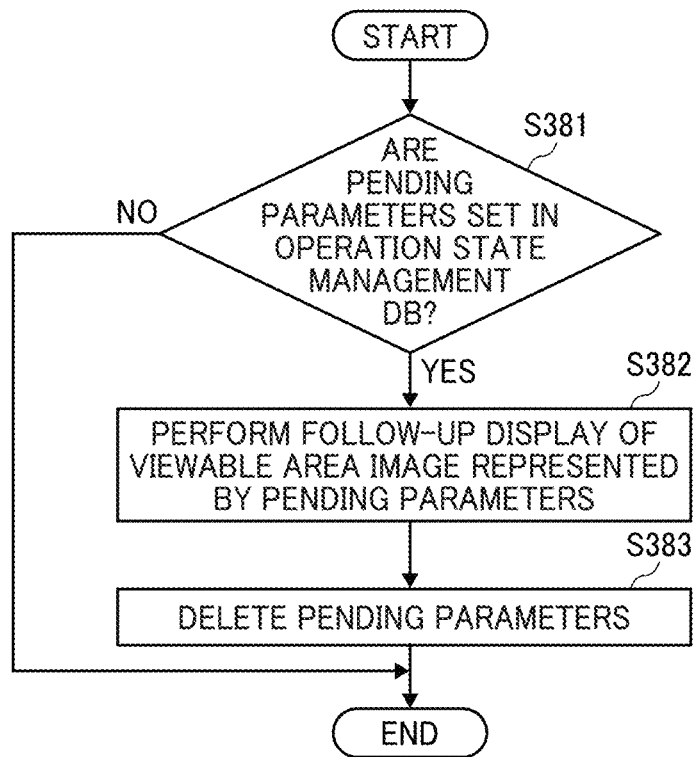 START
S381
ARE
PENDING
PARAMETERS SET IN
OPERATION STATE
MANAGEMENT
DB?
NO
YES
S382
PERFORM FOLLOW-UP DISPLAY OF
VIEWABLE AREA IMAGE REPRESENTED
BY PENDING PARAMETERS
S383
DELETE PENDING PARAMETERS
END